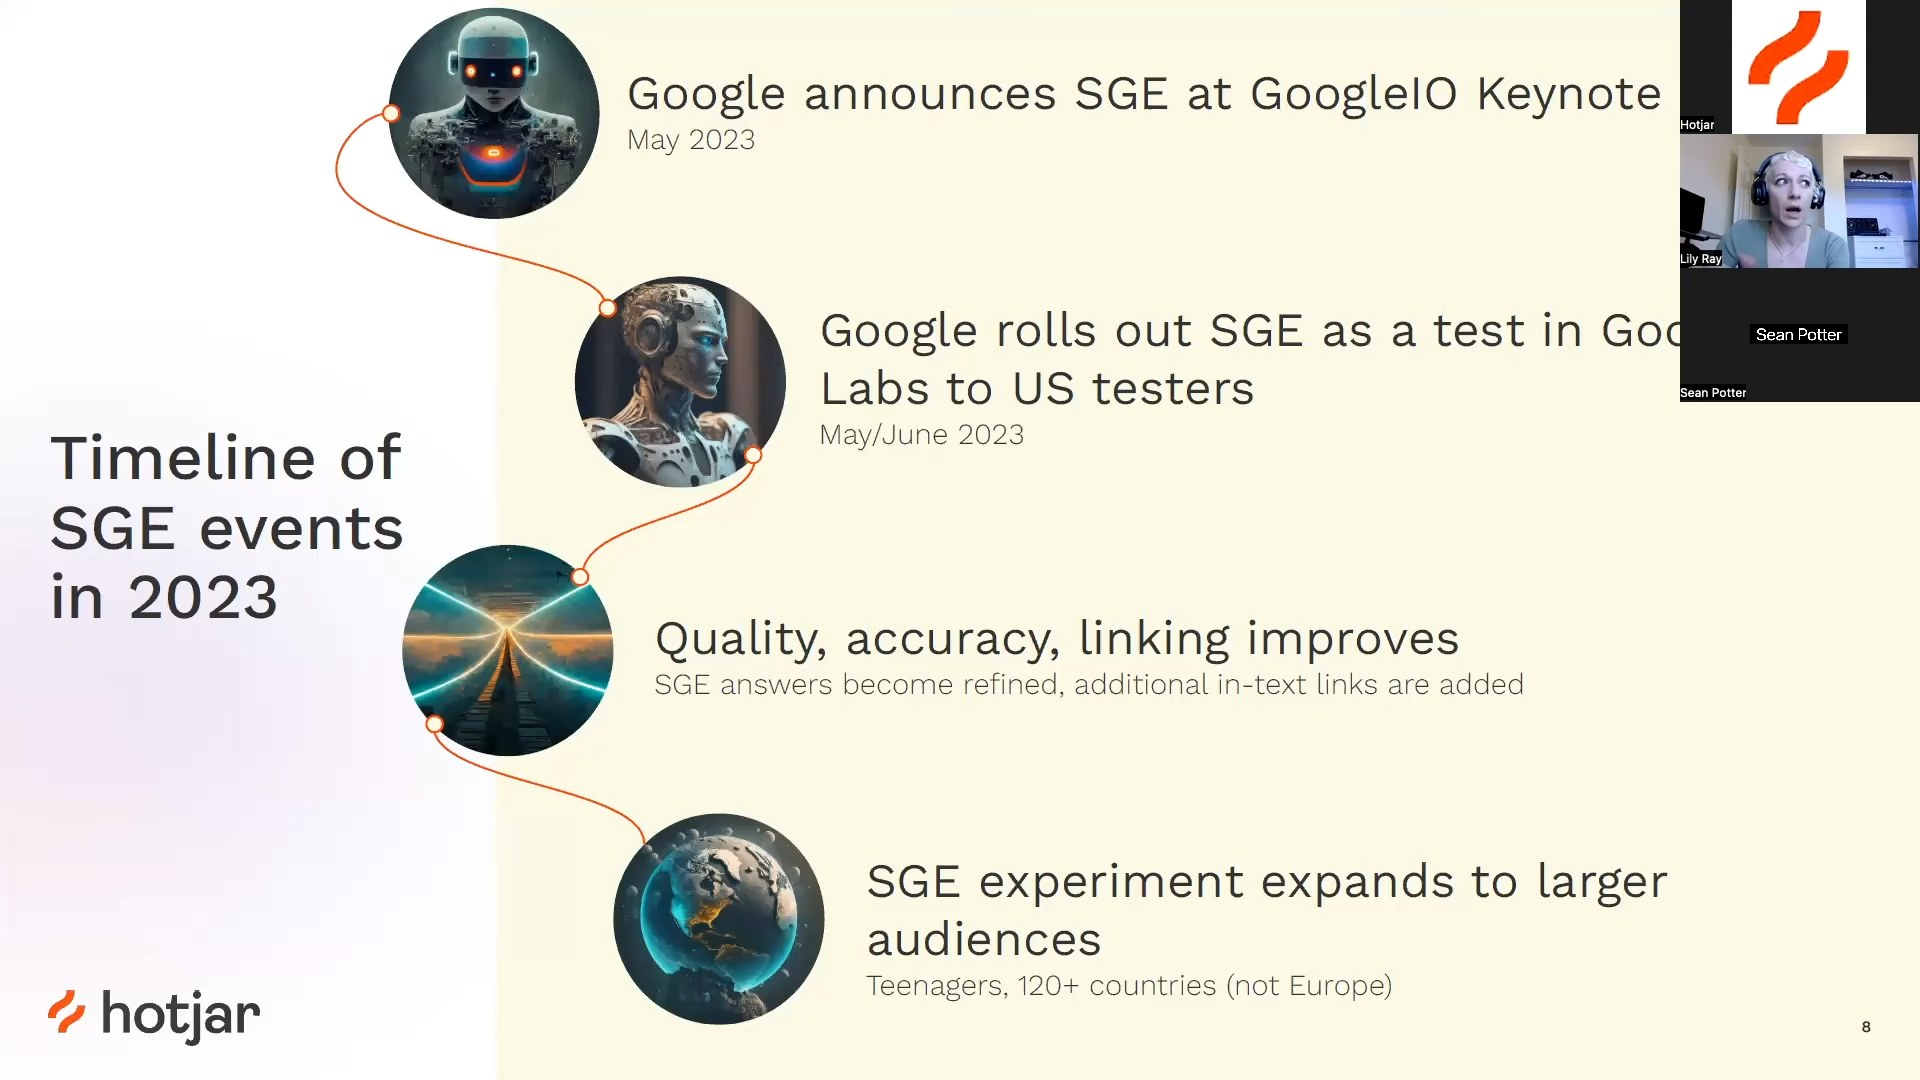 Timeline of
SGE events
in 2023
Google announces SGE at GoogleIO Keynote
May 2023
Google rolls out SGE as a test in
Labs to US testers
May/June 2023
Quality, accuracy, linking improves
SGE answers become refined, additional in-text links are added
SGE experiment expands to larger
audiences
Teenagers, 120+ countries (not Europe)
hotjar
8
Hotjar
Lily Ray
Sean Potter
Sean Potter